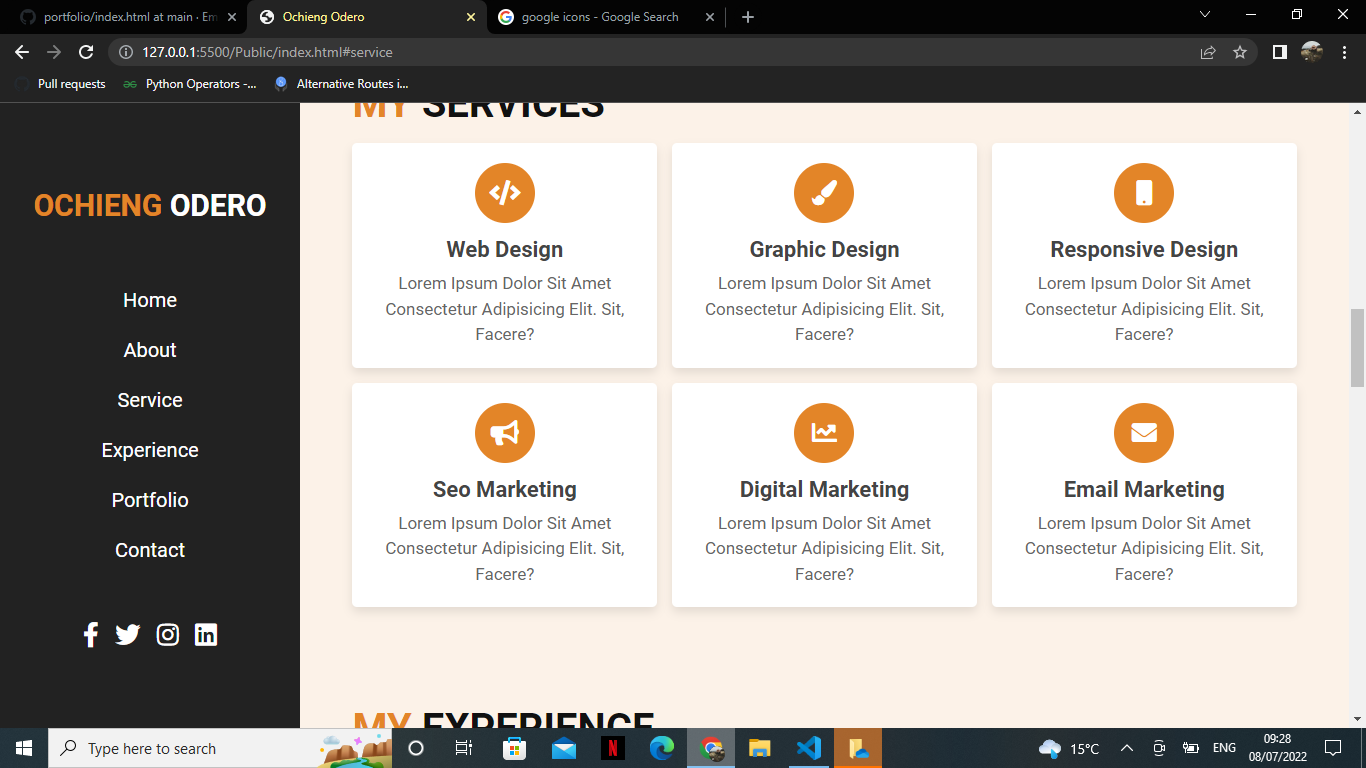 portfolio/index.html at main · Em
Ochieng Odero
google icons - Google Search
127.0.0.1:5500/Public/index.html#service
Pull requests
Python Operators -...
Alternative Routes i...
OCHIENG ODERO
Home
About
Service
Experience
Portfolio
Contact
MY SERVICES
Web Design
Lorem Ipsum Dolor Sit Amet
Consectetur Adipisicing Elit. Sit,
Facere?
Graphic Design
Lorem Ipsum Dolor Sit Amet
Consectetur Adipisicing Elit. Sit,
Facere?
Responsive Design
Lorem Ipsum Dolor Sit Amet
Consectetur Adipisicing Elit. Sit,
Facere?
Seo Marketing
Lorem Ipsum Dolor Sit Amet
Consectetur Adipisicing Elit. Sit,
Facere?
Digital Marketing
Lorem Ipsum Dolor Sit Amet
Consectetur Adipisicing Elit. Sit,
Facere?
Email Marketing
Lorem Ipsum Dolor Sit Amet
Consectetur Adipisicing Elit. Sit,
Facere?
MY EXPERIENCE
Type here to search
15°C
ENG
09:28
08/07/2022